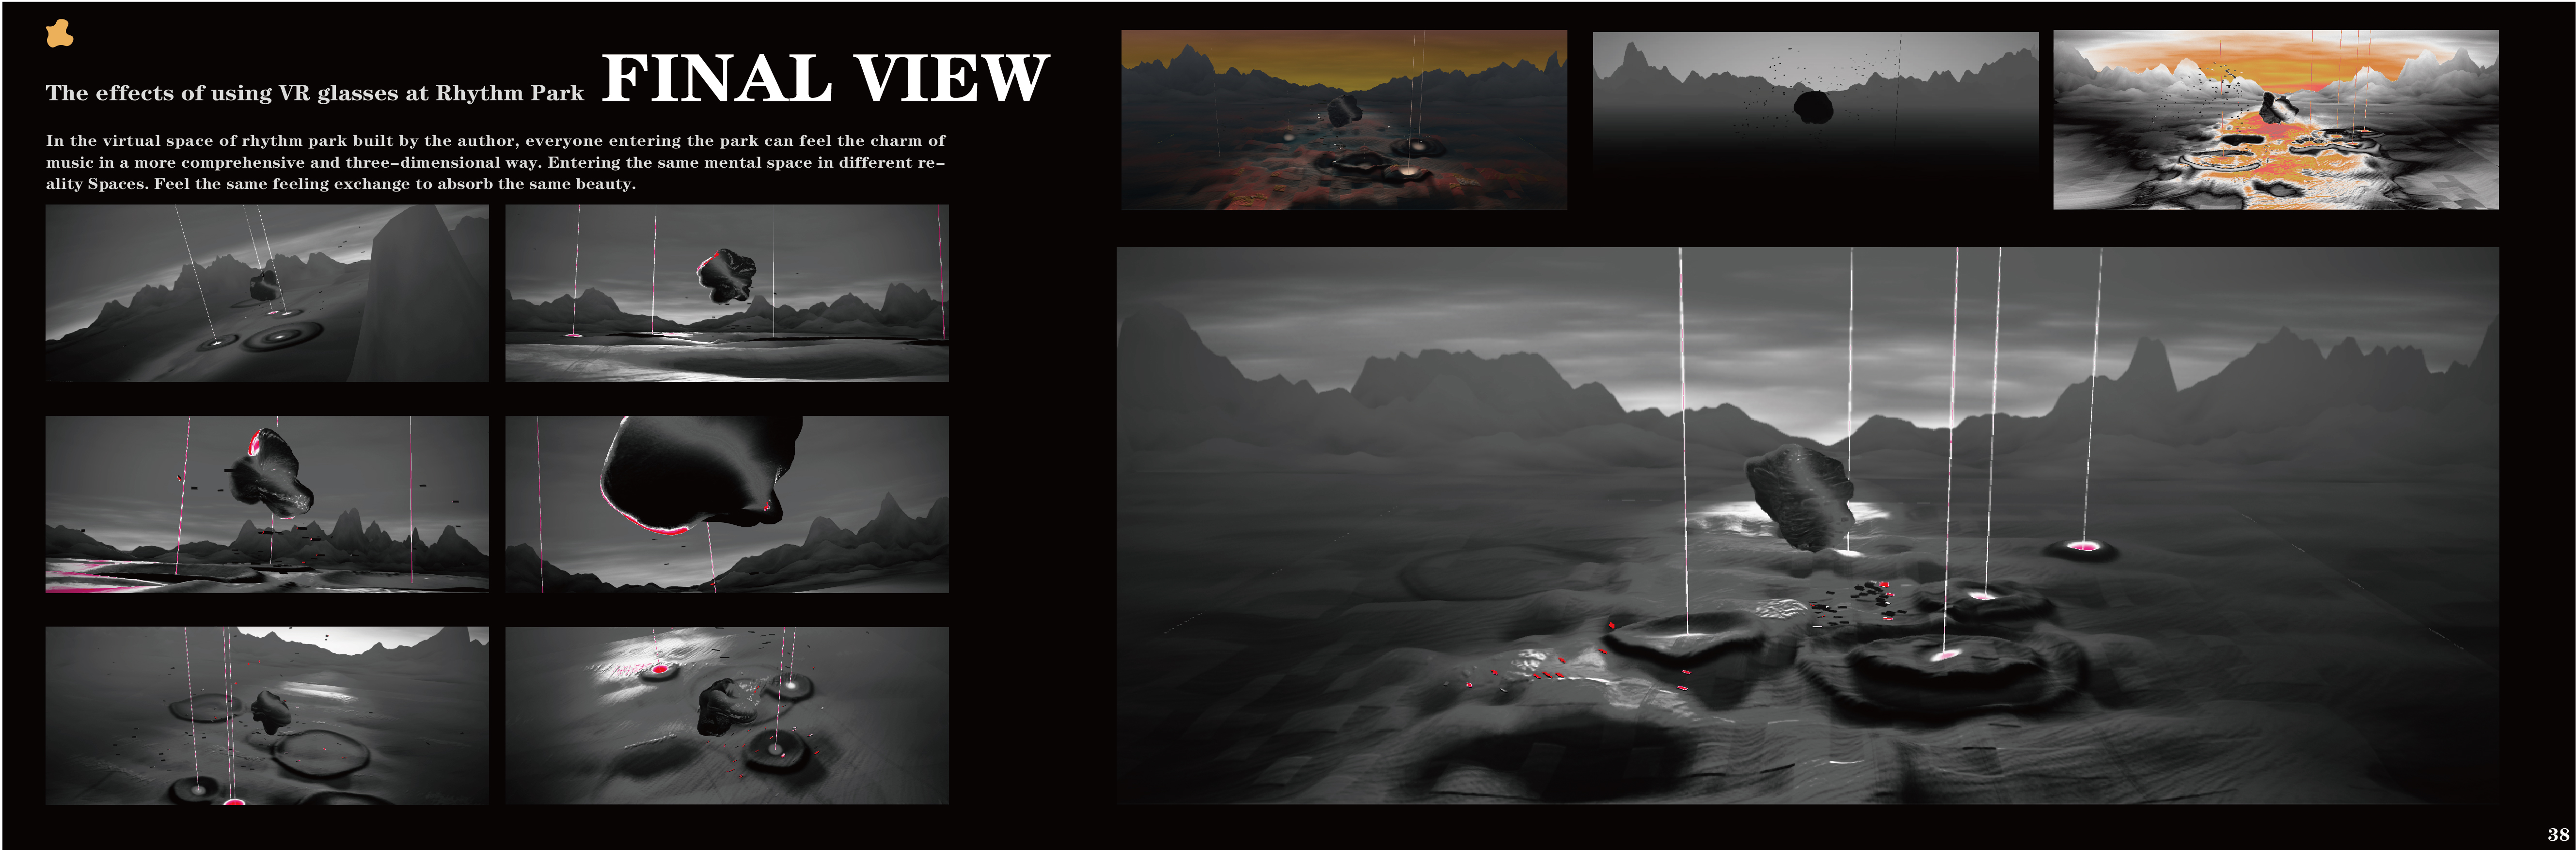 The effects of using VR glasses at Rhythm Park FINAL VIEW
In the virtual space of rhythm park built by the author, everyone entering the park can feel the charm of
music in a more comprehensive and three-dimensional way. Entering the same mental space in different re-
ality Spaces. Feel the same feeling exchange to absorb the same beauty.
38